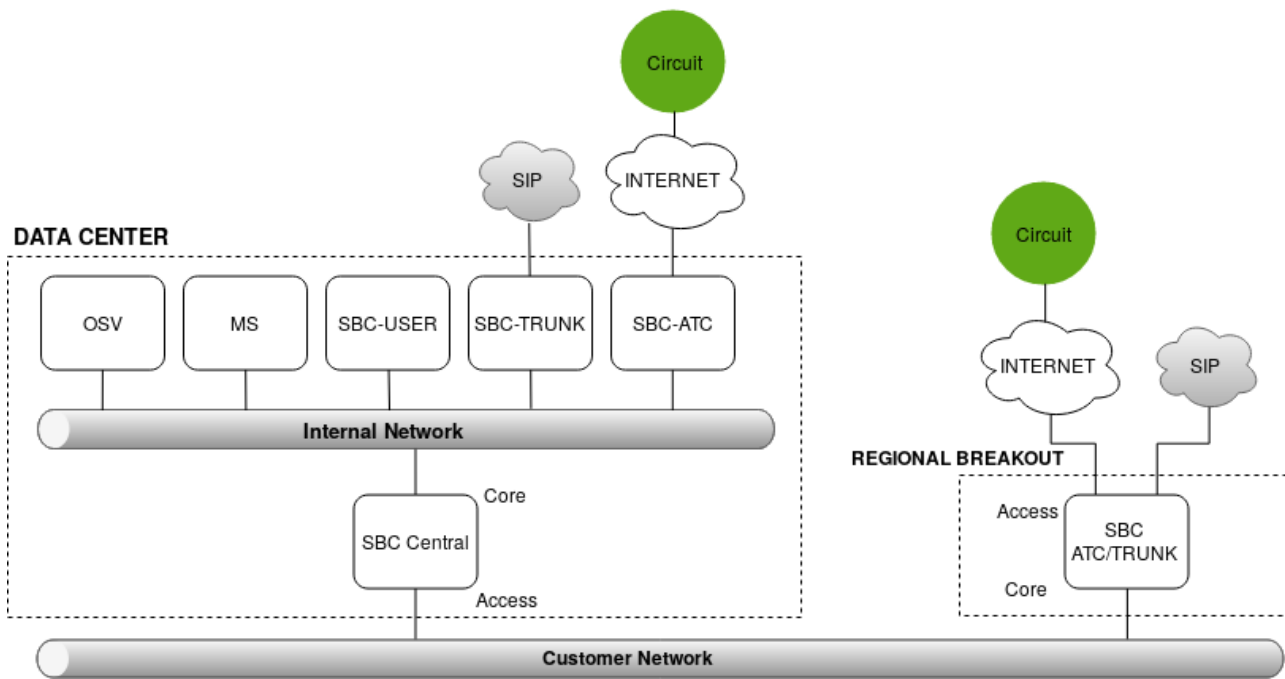 Circuit
SIP
INTERNET
Circuit
DATA CENTER
OSV
MS
SBC-USER
SBC-TRUNK
SBC-ATC
INTERNET
SIP
Internal Network
REGIONAL BREAKOUT
Core
Access
SBC
ATC/TRUNK
SBC Central
Core
Access
Customer Network